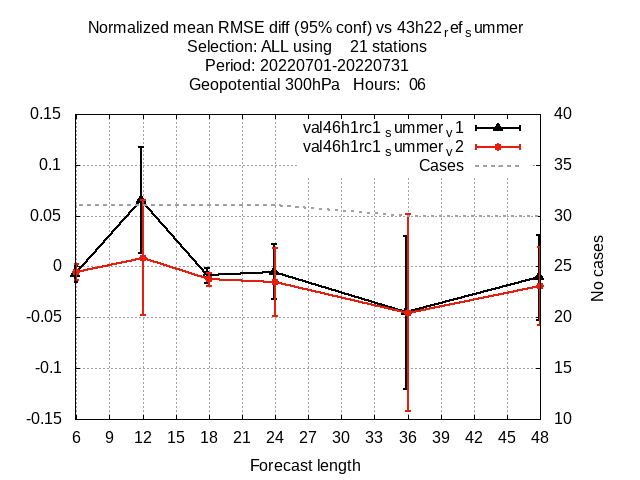 Normalized mean RMSE diff (95% conf) vs 43h22refsummer
Selection: ALL using 21 stations
Period: 20220701-20220731
Geopotential 300hPa Hours: 06
val46h1rc1summerv1
val46h1rc1summerv2
Cases
0.15
0.1
0.05
0
-0.05
-0.1
-0.15
40
35
30
25
20
15
10
No cases
6 9 12 15 18 21 24 27 30 33 36 39 42 45 48
Forecast length